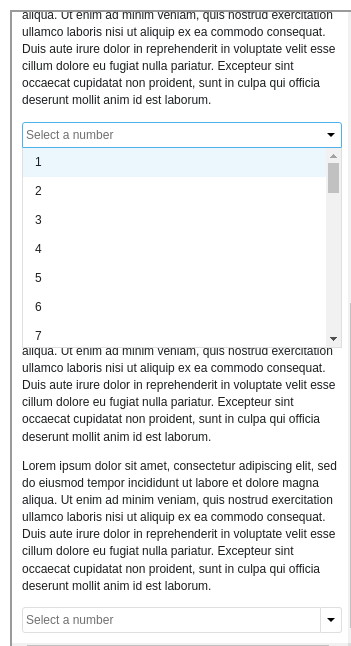 aliqua. Ut enim ad minim veniam, quis nostrud exercitation
ullamco laboris nisi ut aliquip ex ea commodo consequat.
Duis aute irure dolor in reprehenderit in voluptate velit esse
cillum dolore eu fugiat nulla pariatur. Excepteur sint
occaecat cupidatat non proident, sunt in culpa qui officia
deserunt mollit anim id est laborum.
Select a number
1
2
3
4
5
6
7
aliqua. Ut enim ad minim veniam, quis nostrud exercitation
ullamco laboris nisi ut aliquip ex ea commodo consequat.
Duis aute irure dolor in reprehenderit in voluptate velit esse
cillum dolore eu fugiat nulla pariatur. Excepteur sint
occaecat cupidatat non proident, sunt in culpa qui officia
deserunt mollit anim id est laborum.
Lorem ipsum dolor sit amet, consectetur adipiscing elit, sed
do eiusmod tempor incididunt ut labore et dolore magna
aliqua. Ut enim ad minim veniam, quis nostrud exercitation
ullamco laboris nisi ut aliquip ex ea commodo consequat.
Duis aute irure dolor in reprehenderit in voluptate velit esse
cillum dolore eu fugiat nulla pariatur. Excepteur sint
occaecat cupidatat non proident, sunt in culpa qui officia
deserunt mollit anim id est laborum.
Select a number